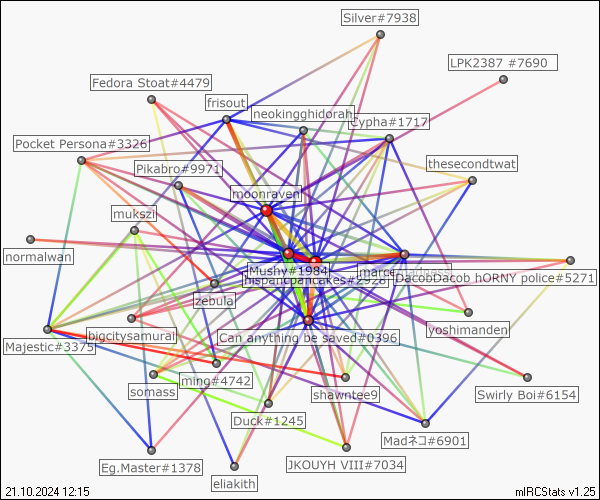 Silver#7938
LPK2387 #7690
Fedora Stoat#4479
frisout
neokingghidorah
Cypha#1717
Pocket Persona#3326
thesecondtwat
Pikabro#9971
moonraven
mukszi
normalwan
Mushy#1984
hispancpancakes#2928
DacobDacob hORNY police#5271
zebula
yoshimanden
bigcitysamurai
Can anything be saved#0396
Majestic#3375
ming#4742
somass
shawntee9
Swirly Boi#6154
Duck#1245
Madネコ#6901
Eg.Master#1378
JKOUYH VIII#7034
eliakith
21.10.2024 12:15
mIRCStats v1.25